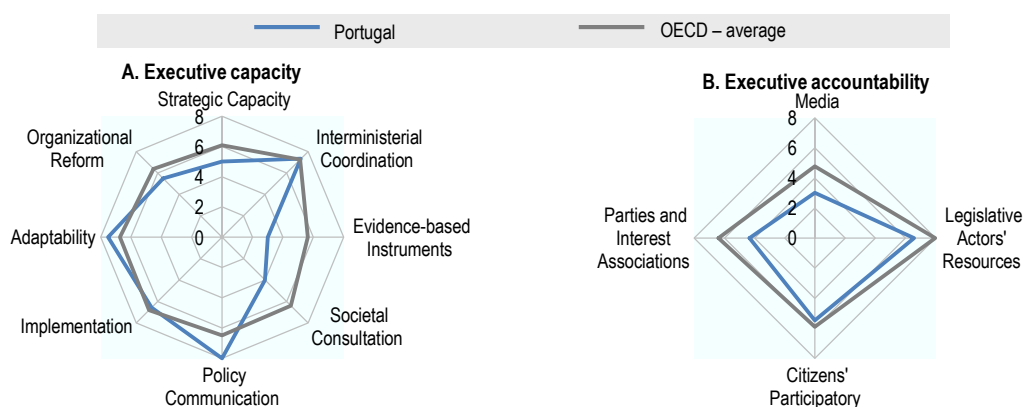 Portugal
OECD – average
A. Executive capacity
Strategic Capacity
8
6
4
2
0
Interministerial
Coordination
Evidence-based
Instruments
Societal
Consultation
Policy
Communication
Implementation
Adaptability
Organizational
Reform
B. Executive accountability
Media
8
6
4
2
0
Legislative
Actors'
Resources
Citizens'
Participatory
Parties and
Interest
Associations